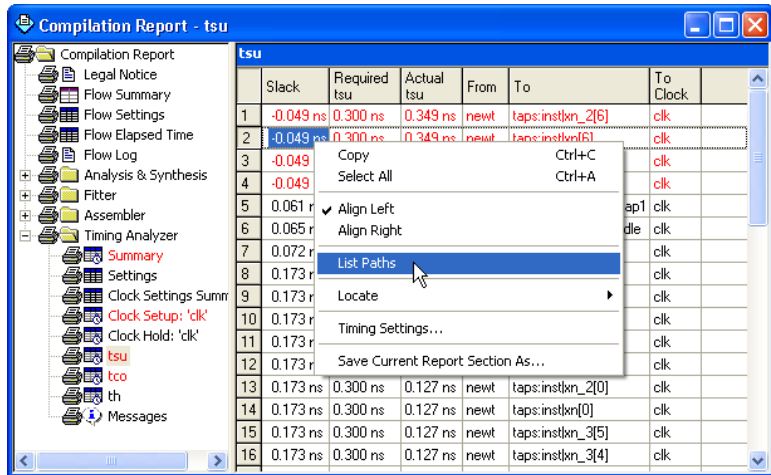 Compilation Report - tsu
Compilation Report
Legal Notice
Flow Summary
Flow Settings
Flow Elapsed Time
Flow Log
Analysis & Synthesis
Fitter
Assembler
Timing Analyzer
Summary
Settings
Clock Settings Summ
Clock Setup: 'clk'
Clock Hold: 'clk'
tsu
tco
th
Messages
tsu
Slack Required tsu Actual tsu From To To Clock
1 -0.049 ns 0.300 ns 0.349 ns newt taps:inst|xn_2[6] clk
2 -0.049 ns 0.300 ns 0.349 ns newt taps:inst|xn[6] clk
3 -0.049 clk
4 -0.049 clk
5 0.061 r ap1 clk
6 0.065 r dle clk
7 0.072 r clk
8 0.173 r clk
9 0.173 r clk
10 0.173 r clk
11 0.173 r clk
12 0.173 r clk
13 0.173 ns 0.300 ns 0.127 ns newt taps:inst|xn_2[0] clk
14 0.173 ns 0.300 ns 0.127 ns newt taps:inst|xn[0] clk
15 0.173 ns 0.300 ns 0.127 ns newt taps:inst|xn_3[5] clk
16 0.173 ns 0.300 ns 0.127 ns newt taps:inst|xn_3[4] clk
Copy Ctrl+C
Select All Ctrl+A
Align Left
Align Right
List Paths
Locate
Timing Settings...
Save Current Report Section As...